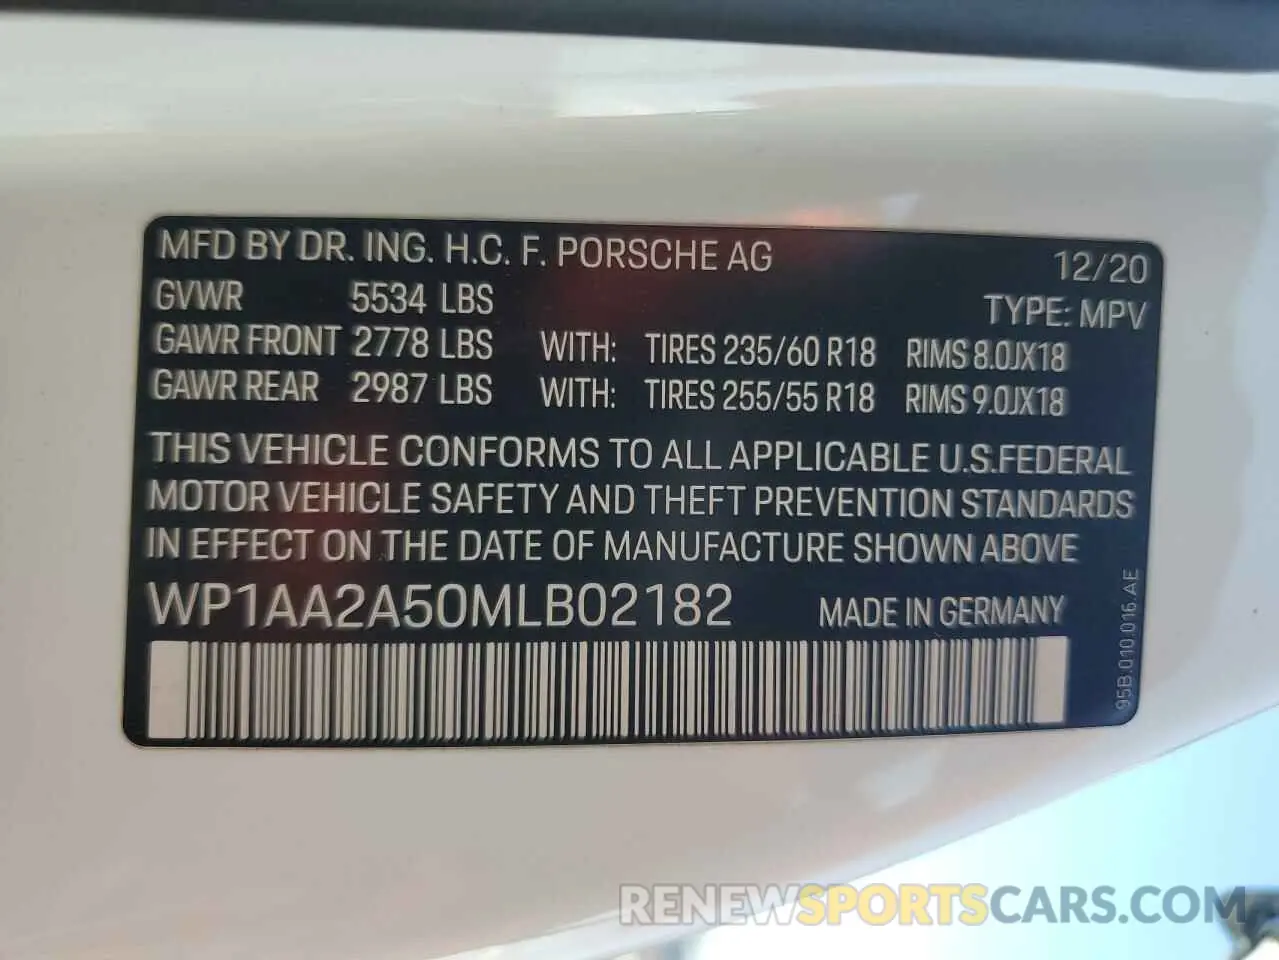 MFD BY DR. ING. H.C. F. PORSCHE AG 12/20
GVWR 5534 LBS TYPE: MPV
GAWR FRONT 2778 LBS WITH: TIRES 235/60 R18 RIMS 8.0JX18
GAWR REAR 2987 LBS WITH: TIRES 255/55 R18 RIMS 9.0JX18
THIS VEHICLE CONFORMS TO ALL APPLICABLE U.S.FEDERAL
MOTOR VEHICLE SAFETY AND THEFT PREVENTION STANDARDS
IN EFFECT ON THE DATE OF MANUFACTURE SHOWN ABOVE
WP1AA2A50MLB02182 MADE IN GERMANY
95B.010.016.AE
RENEWSPORTSCARS.COM